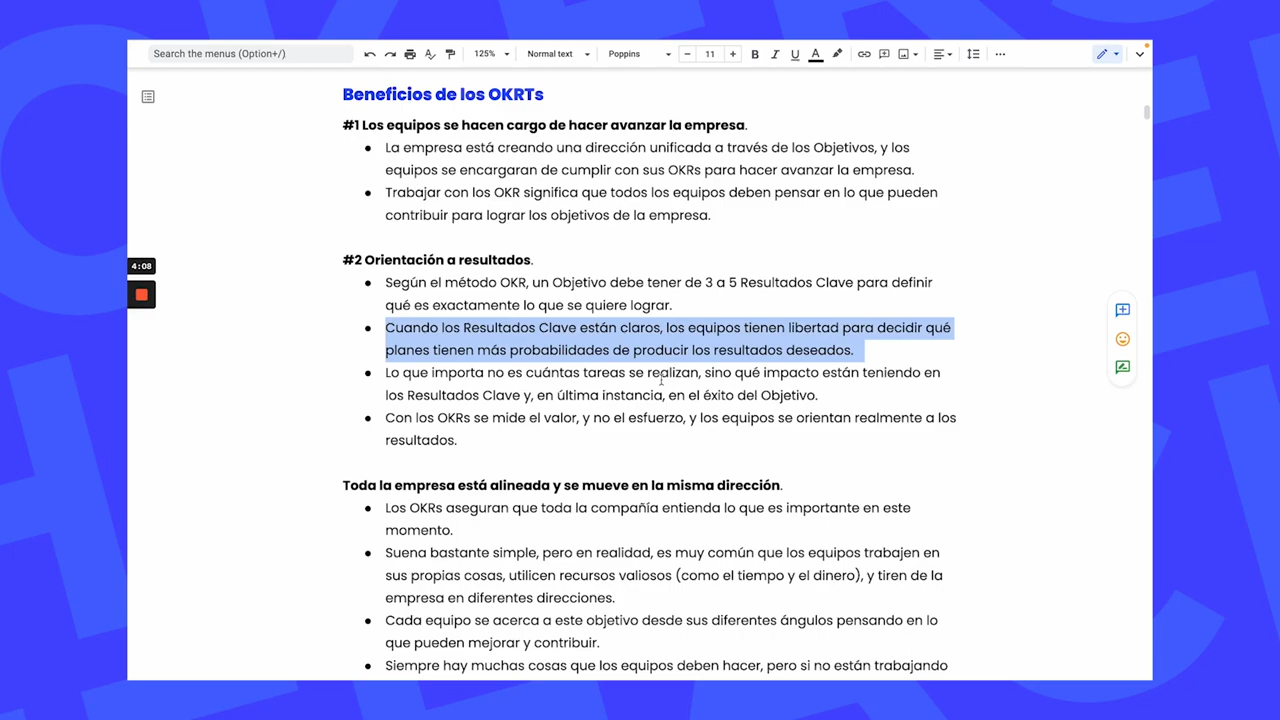 Search the menus (Option+/)
125%
Normal text
Poppins
11
B
I
U
A
Beneficios de los OKRTs
#1 Los equipos se hacen cargo de hacer avanzar la empresa.
● La empresa está creando una dirección unificada a través de los Objetivos, y los
equipos se encargaran de cumplir con sus OKRs para hacer avanzar la empresa.
● Trabajar con los OKR significa que todos los equipos deben pensar en lo que pueden
contribuir para lograr los objetivos de la empresa.
#2 Orientación a resultados.
4:08
● Según el método OKR, un Objetivo debe tener de 3 a 5 Resultados Clave para definir
qué es exactamente lo que se quiere lograr.
● Cuando los Resultados Clave están claros, los equipos tienen libertad para decidir qué
planes tienen más probabilidades de producir los resultados deseados.
● Lo que importa no es cuántas tareas se realizan, sino qué impacto están teniendo en
los Resultados Clave y, en última instancia, en el éxito del Objetivo.
● Con los OKRs se mide el valor, y no el esfuerzo, y los equipos se orientan realmente a los
resultados.
Toda la empresa está alineada y se mueve en la misma dirección.
● Los OKRs aseguran que toda la compañía entienda lo que es importante en este
momento.
● Suena bastante simple, pero en realidad, es muy común que los equipos trabajen en
sus propias cosas, utilicen recursos valiosos (como el tiempo y el dinero), y tiren de la
empresa en diferentes direcciones.
● Cada equipo se acerca a este objetivo desde sus diferentes ángulos pensando en lo
que pueden mejorar y contribuir.
● Siempre hay muchas cosas que los equipos deben hacer, pero si no están trabajando